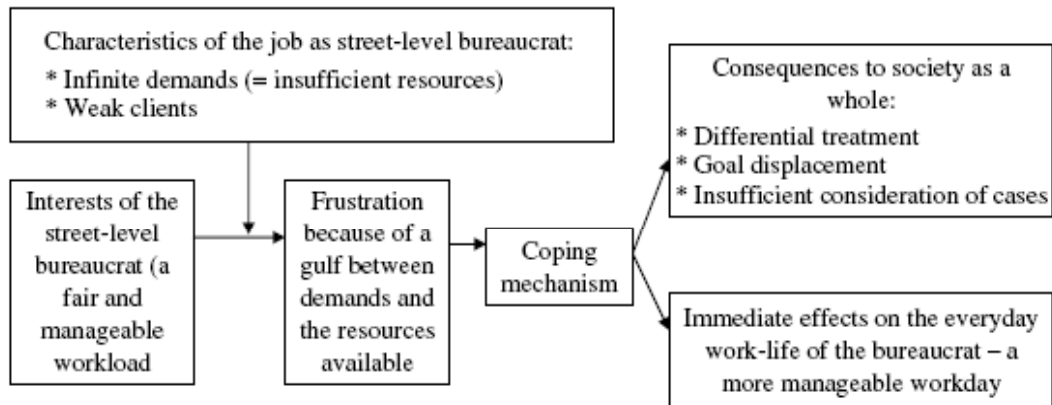 Characteristics of the job as street-level bureaucrat:
* Infinite demands (= insufficient resources)
* Weak clients
Consequences to society as a
whole:
* Differential treatment
* Goal displacement
* Insufficient consideration of cases
Interests of the
street-level
bureaucrat (a
fair and
manageable
workload
Frustration
because of a
gulf between
demands and
the resources
available
Coping
mechanism
Immediate effects on the everyday
work-life of the bureaucrat – a
more manageable workday